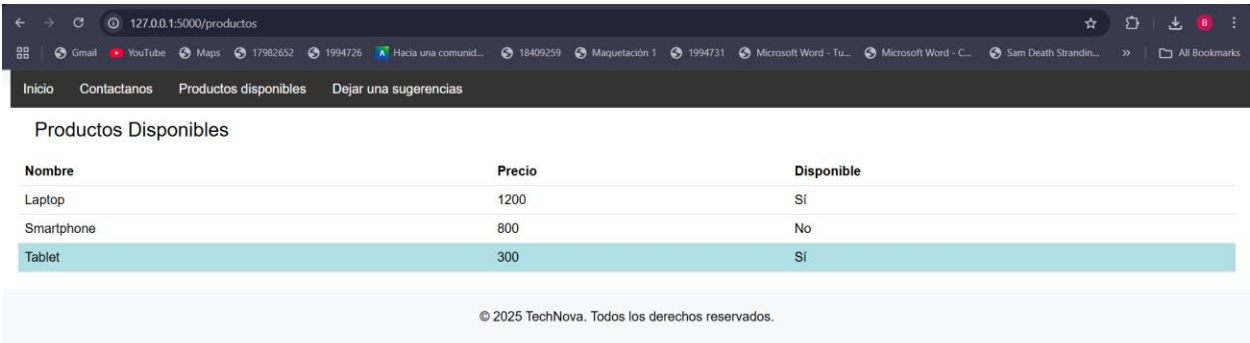 127.0.0.1:5000/productos
B
Gmail YouTube Maps 17982652 1994726 Hacia una comunid... 18409259 Maquetación 1 1994731 Microsoft Word - Tu... Microsoft Word - C... Sam Death Strandin... » All Bookmarks
Inicio Contactanos Productos disponibles Dejar una sugerencias
Productos Disponibles
Nombre Precio Disponible
Laptop 1200 Sí
Smartphone 800 No
Tablet 300 Sí
© 2025 TechNova. Todos los derechos reservados.